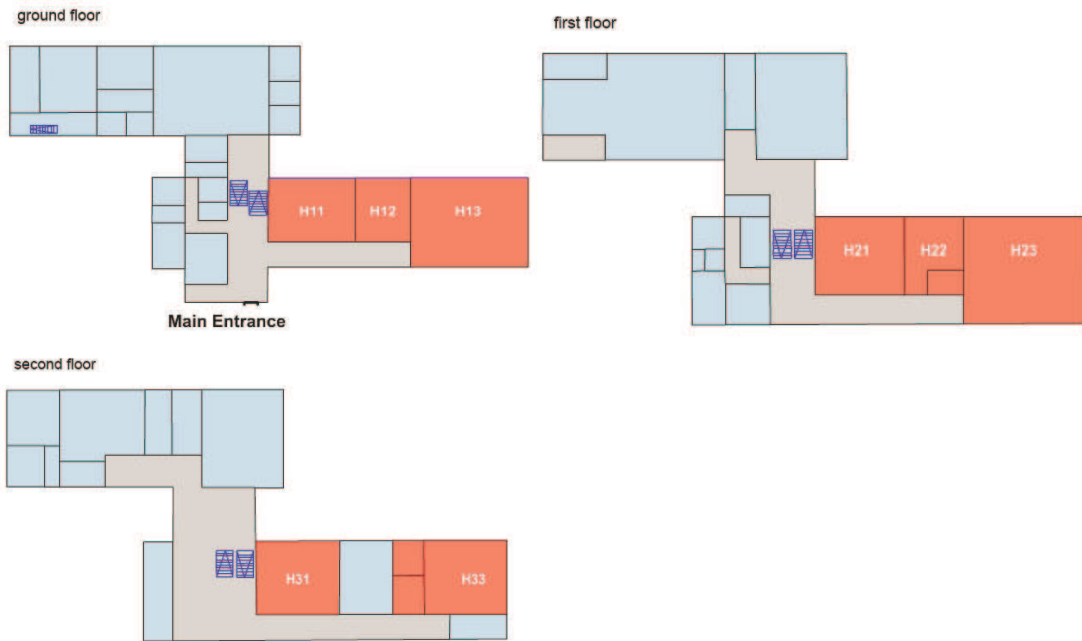 ground floor
first floor
H11 H12 H13
Main Entrance
H21 H22 H23
second floor
H31 H33